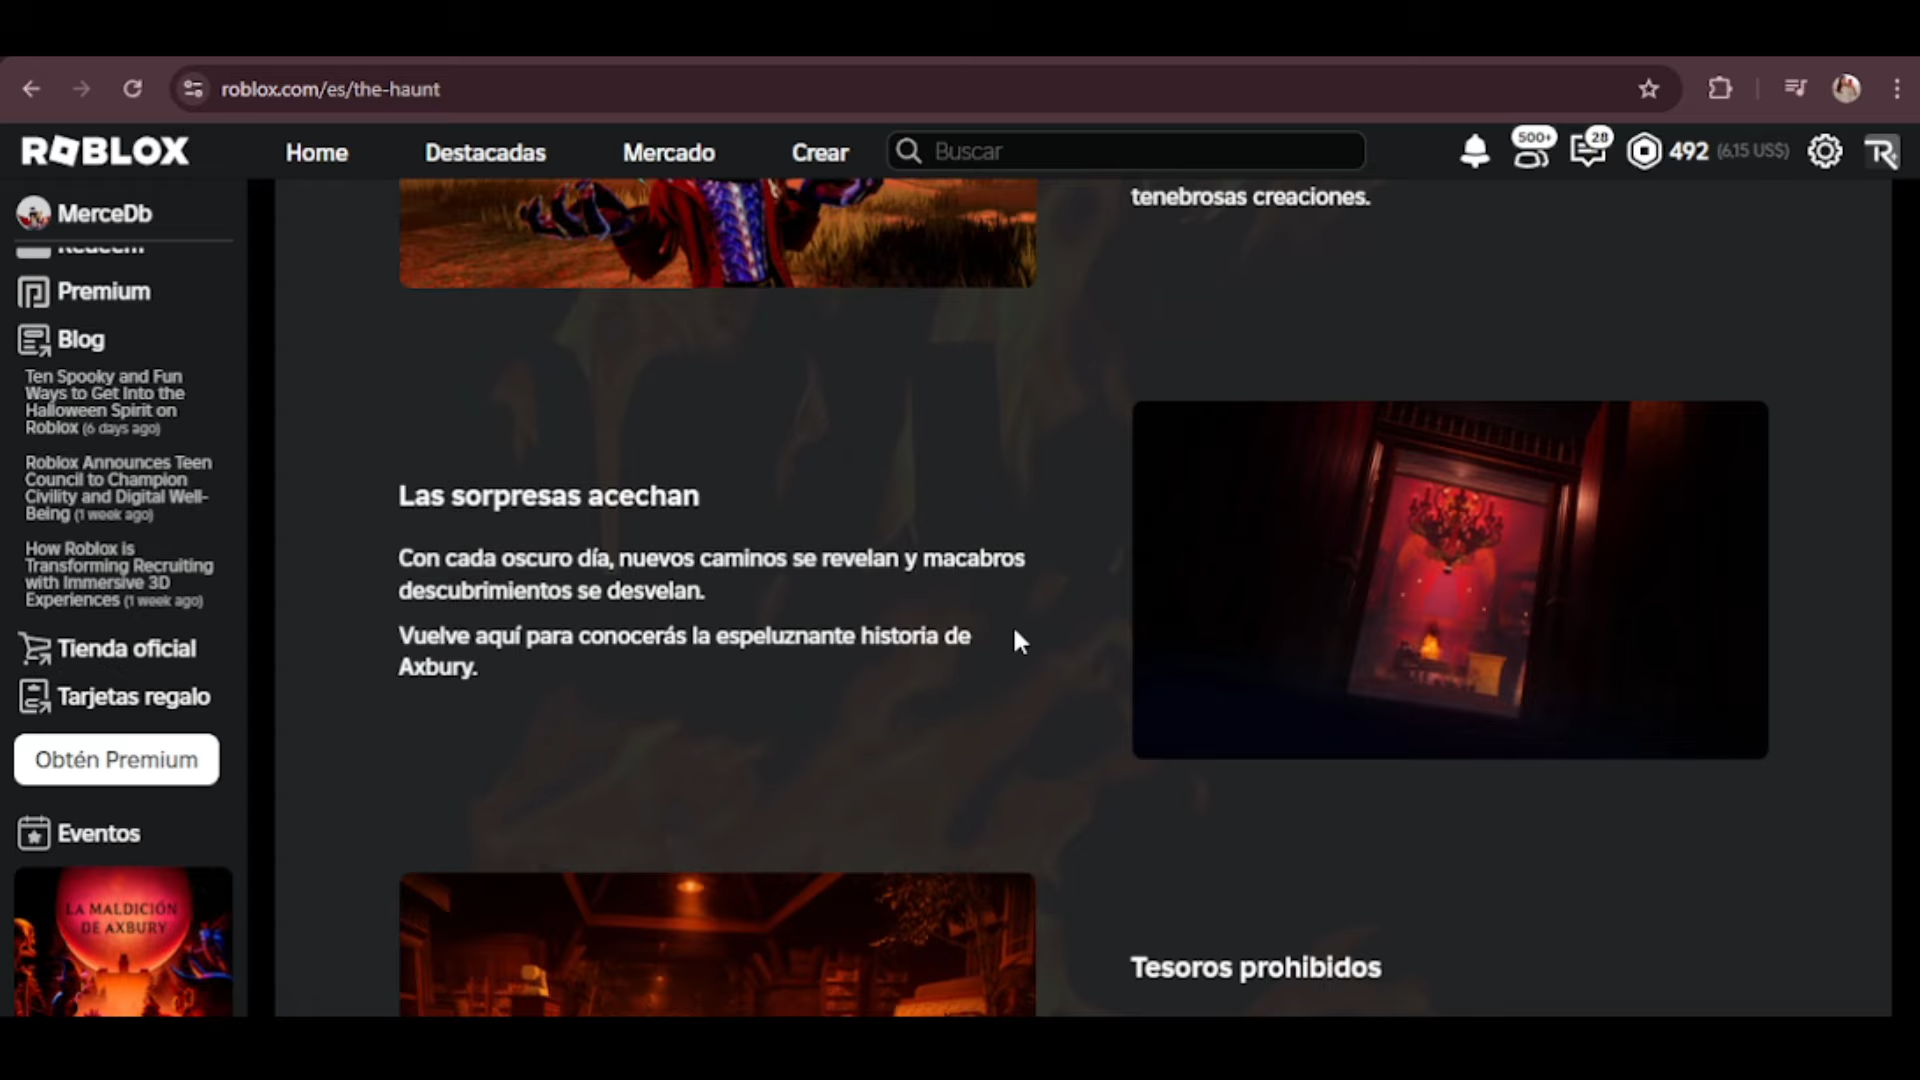 roblox.com/es/the-haunt
ROBLOX
Home
Destacadas
Mercado
Crear
Buscar
500+
28
492 (6,15 US$)
MerceDb
Redeem
Premium
Blog
Ten Spooky and Fun
Ways to Get Into the
Halloween Spirit on
Roblox (6 days ago)
Roblox Announces Teen
Council to Champion
Civility and Digital Well-
Being (1 week ago)
How Roblox is
Transforming Recruiting
with Immersive 3D
Experiences (1 week ago)
Tienda oficial
Tarjetas regalo
Obtén Premium
Eventos
LA MALDICIÓN
DE AXBURY
tenebrosas creaciones.
Las sorpresas acechan
Con cada oscuro día, nuevos caminos se revelan y macabros
descubrimientos se desvelan.
Vuelve aquí para conocerás la espeluznante historia de
Axbury.
Tesoros prohibidos